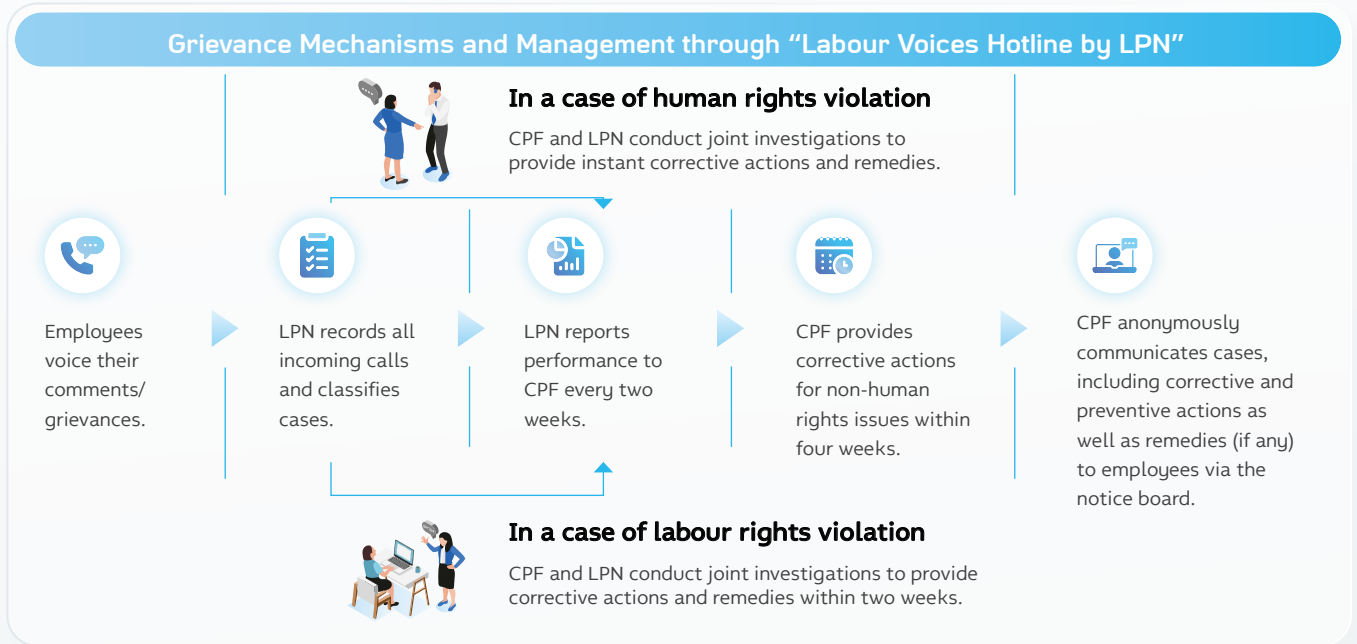 Grievance Mechanisms and Management through “Labour Voices Hotline by LPN”
In a case of human rights violation
CPF and LPN conduct joint investigations to
provide instant corrective actions and remedies.
Employees
voice their
comments/
grievances.
LPN records all
incoming calls
and classifies
cases.
LPN reports
performance to
CPF every two
weeks.
CPF provides
corrective actions
for non-human
rights issues within
four weeks.
CPF anonymously
communicates cases,
including corrective and
preventive actions as
well as remedies (if any)
to employees via the
notice board.
In a case of labour rights violation
CPF and LPN conduct joint investigations to provide
corrective actions and remedies within two weeks.